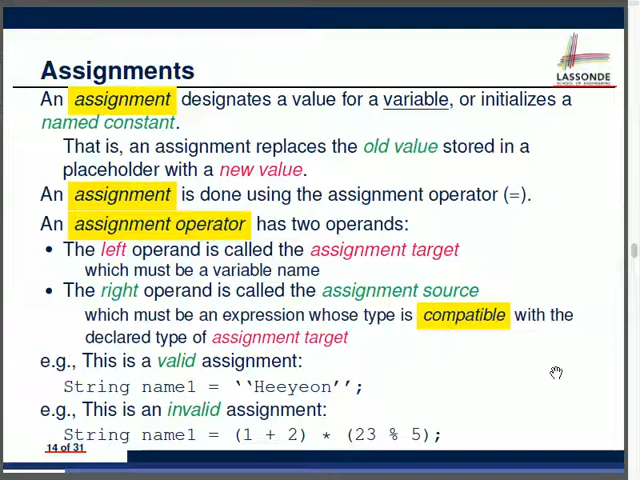 Assignments
LASSONDE
SCHOOL OF ENGINEERING
An assignment designates a value for a variable, or initializes a
named constant.
That is, an assignment replaces the old value stored in a
placeholder with a new value.
An assignment is done using the assignment operator (=).
An assignment operator has two operands:
• The left operand is called the assignment target
which must be a variable name
• The right operand is called the assignment source
which must be an expression whose type is compatible with the
declared type of assignment target
e.g., This is a valid assignment:
String name1 = ‘‘Heeyeon’’;
e.g., This is an invalid assignment:
String name1 = (1 + 2) * (23 % 5);
14 of 31